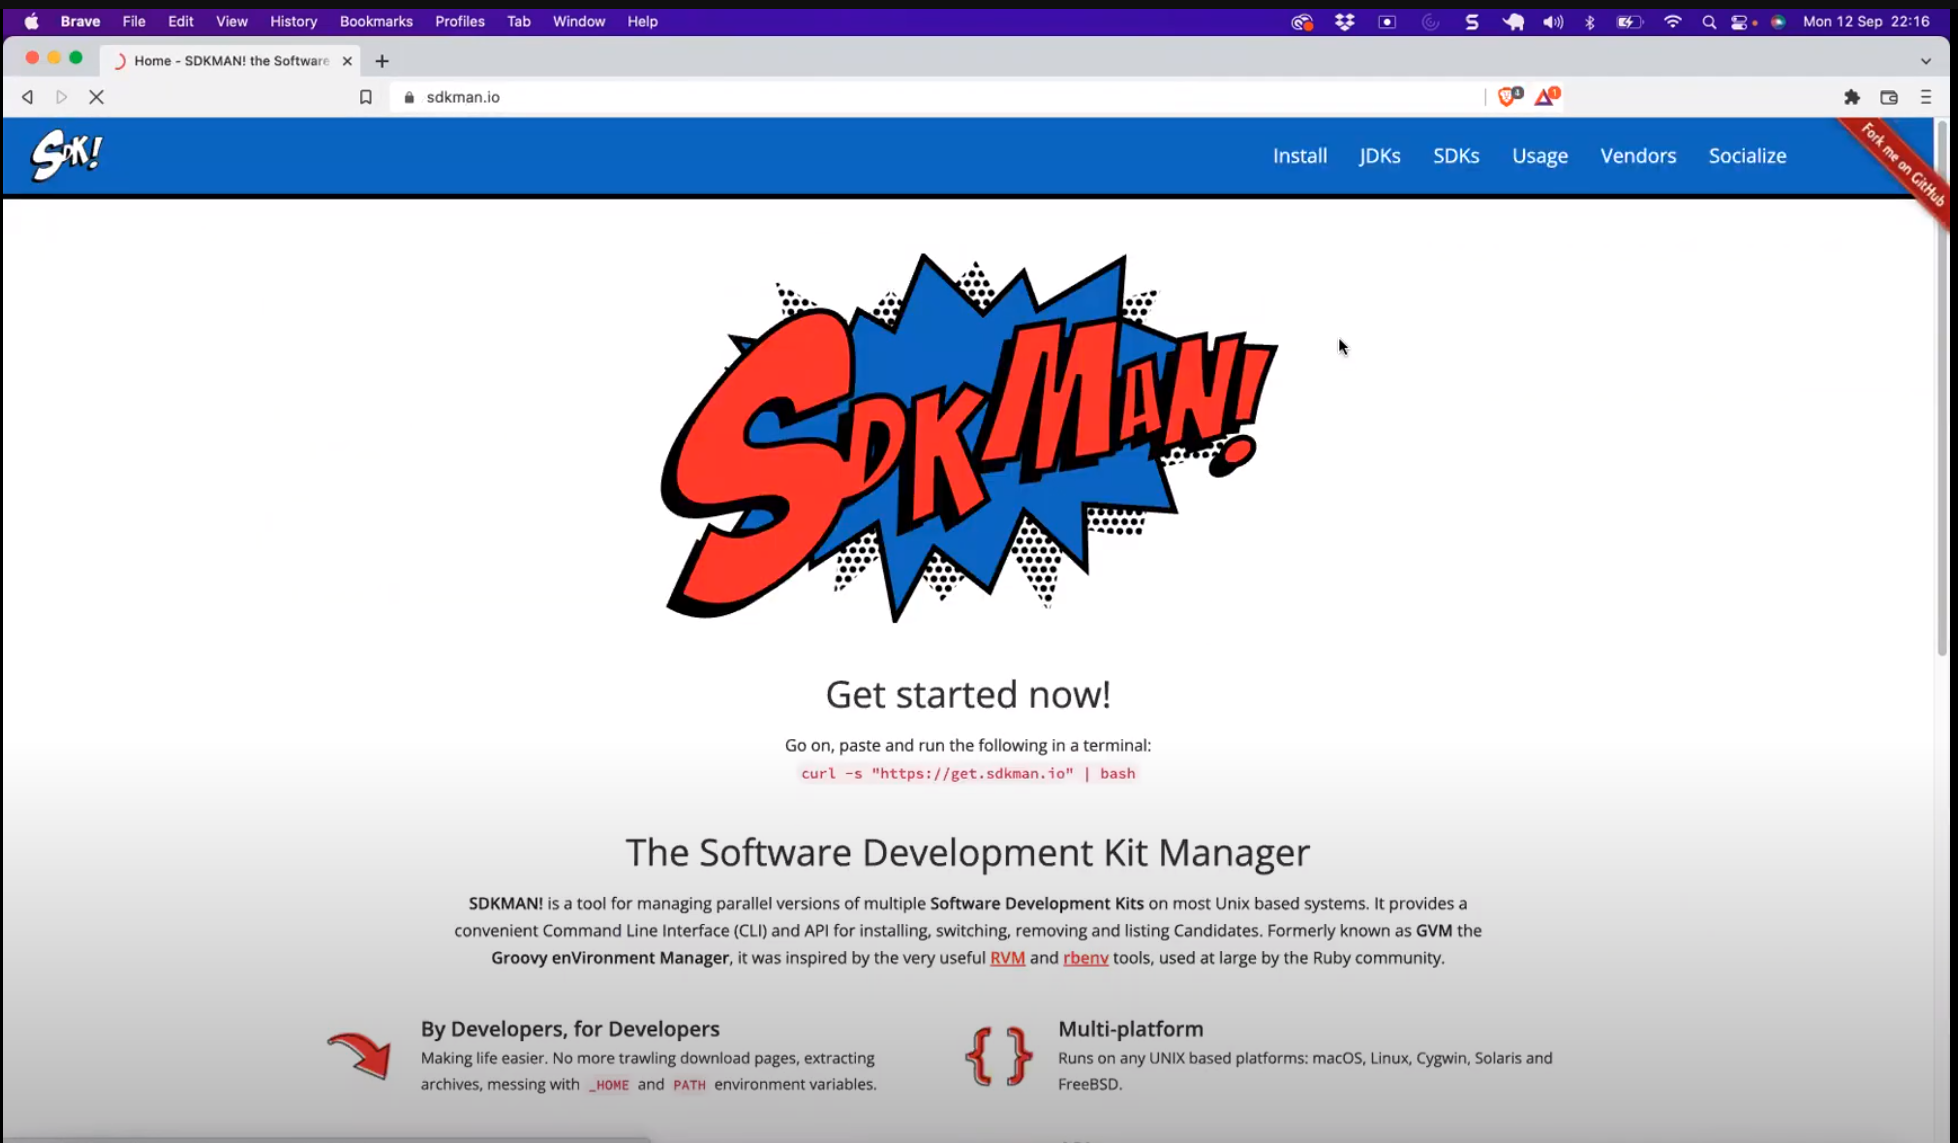 Brave File Edit View History Bookmarks Profiles Tab Window Help Mon 12 Sep 22:16
Home - SDKMAN! the Software
sdkman.io
4
1
SDK!
Install JDKs SDKs Usage Vendors Socialize
Fork me on GitHub
SDKMAN!
Get started now!
Go on, paste and run the following in a terminal:
curl -s "https://get.sdkman.io" | bash
The Software Development Kit Manager
SDKMAN! is a tool for managing parallel versions of multiple Software Development Kits on most Unix based systems. It provides a
convenient Command Line Interface (CLI) and API for installing, switching, removing and listing Candidates. Formerly known as GVM the
Groovy enVironment Manager, it was inspired by the very useful RVM and rbenv tools, used at large by the Ruby community.
By Developers, for Developers
Making life easier. No more trawling download pages, extracting
archives, messing with _HOME and PATH environment variables.
{ }
Multi-platform
Runs on any UNIX based platforms: macOS, Linux, Cygwin, Solaris and
FreeBSD.